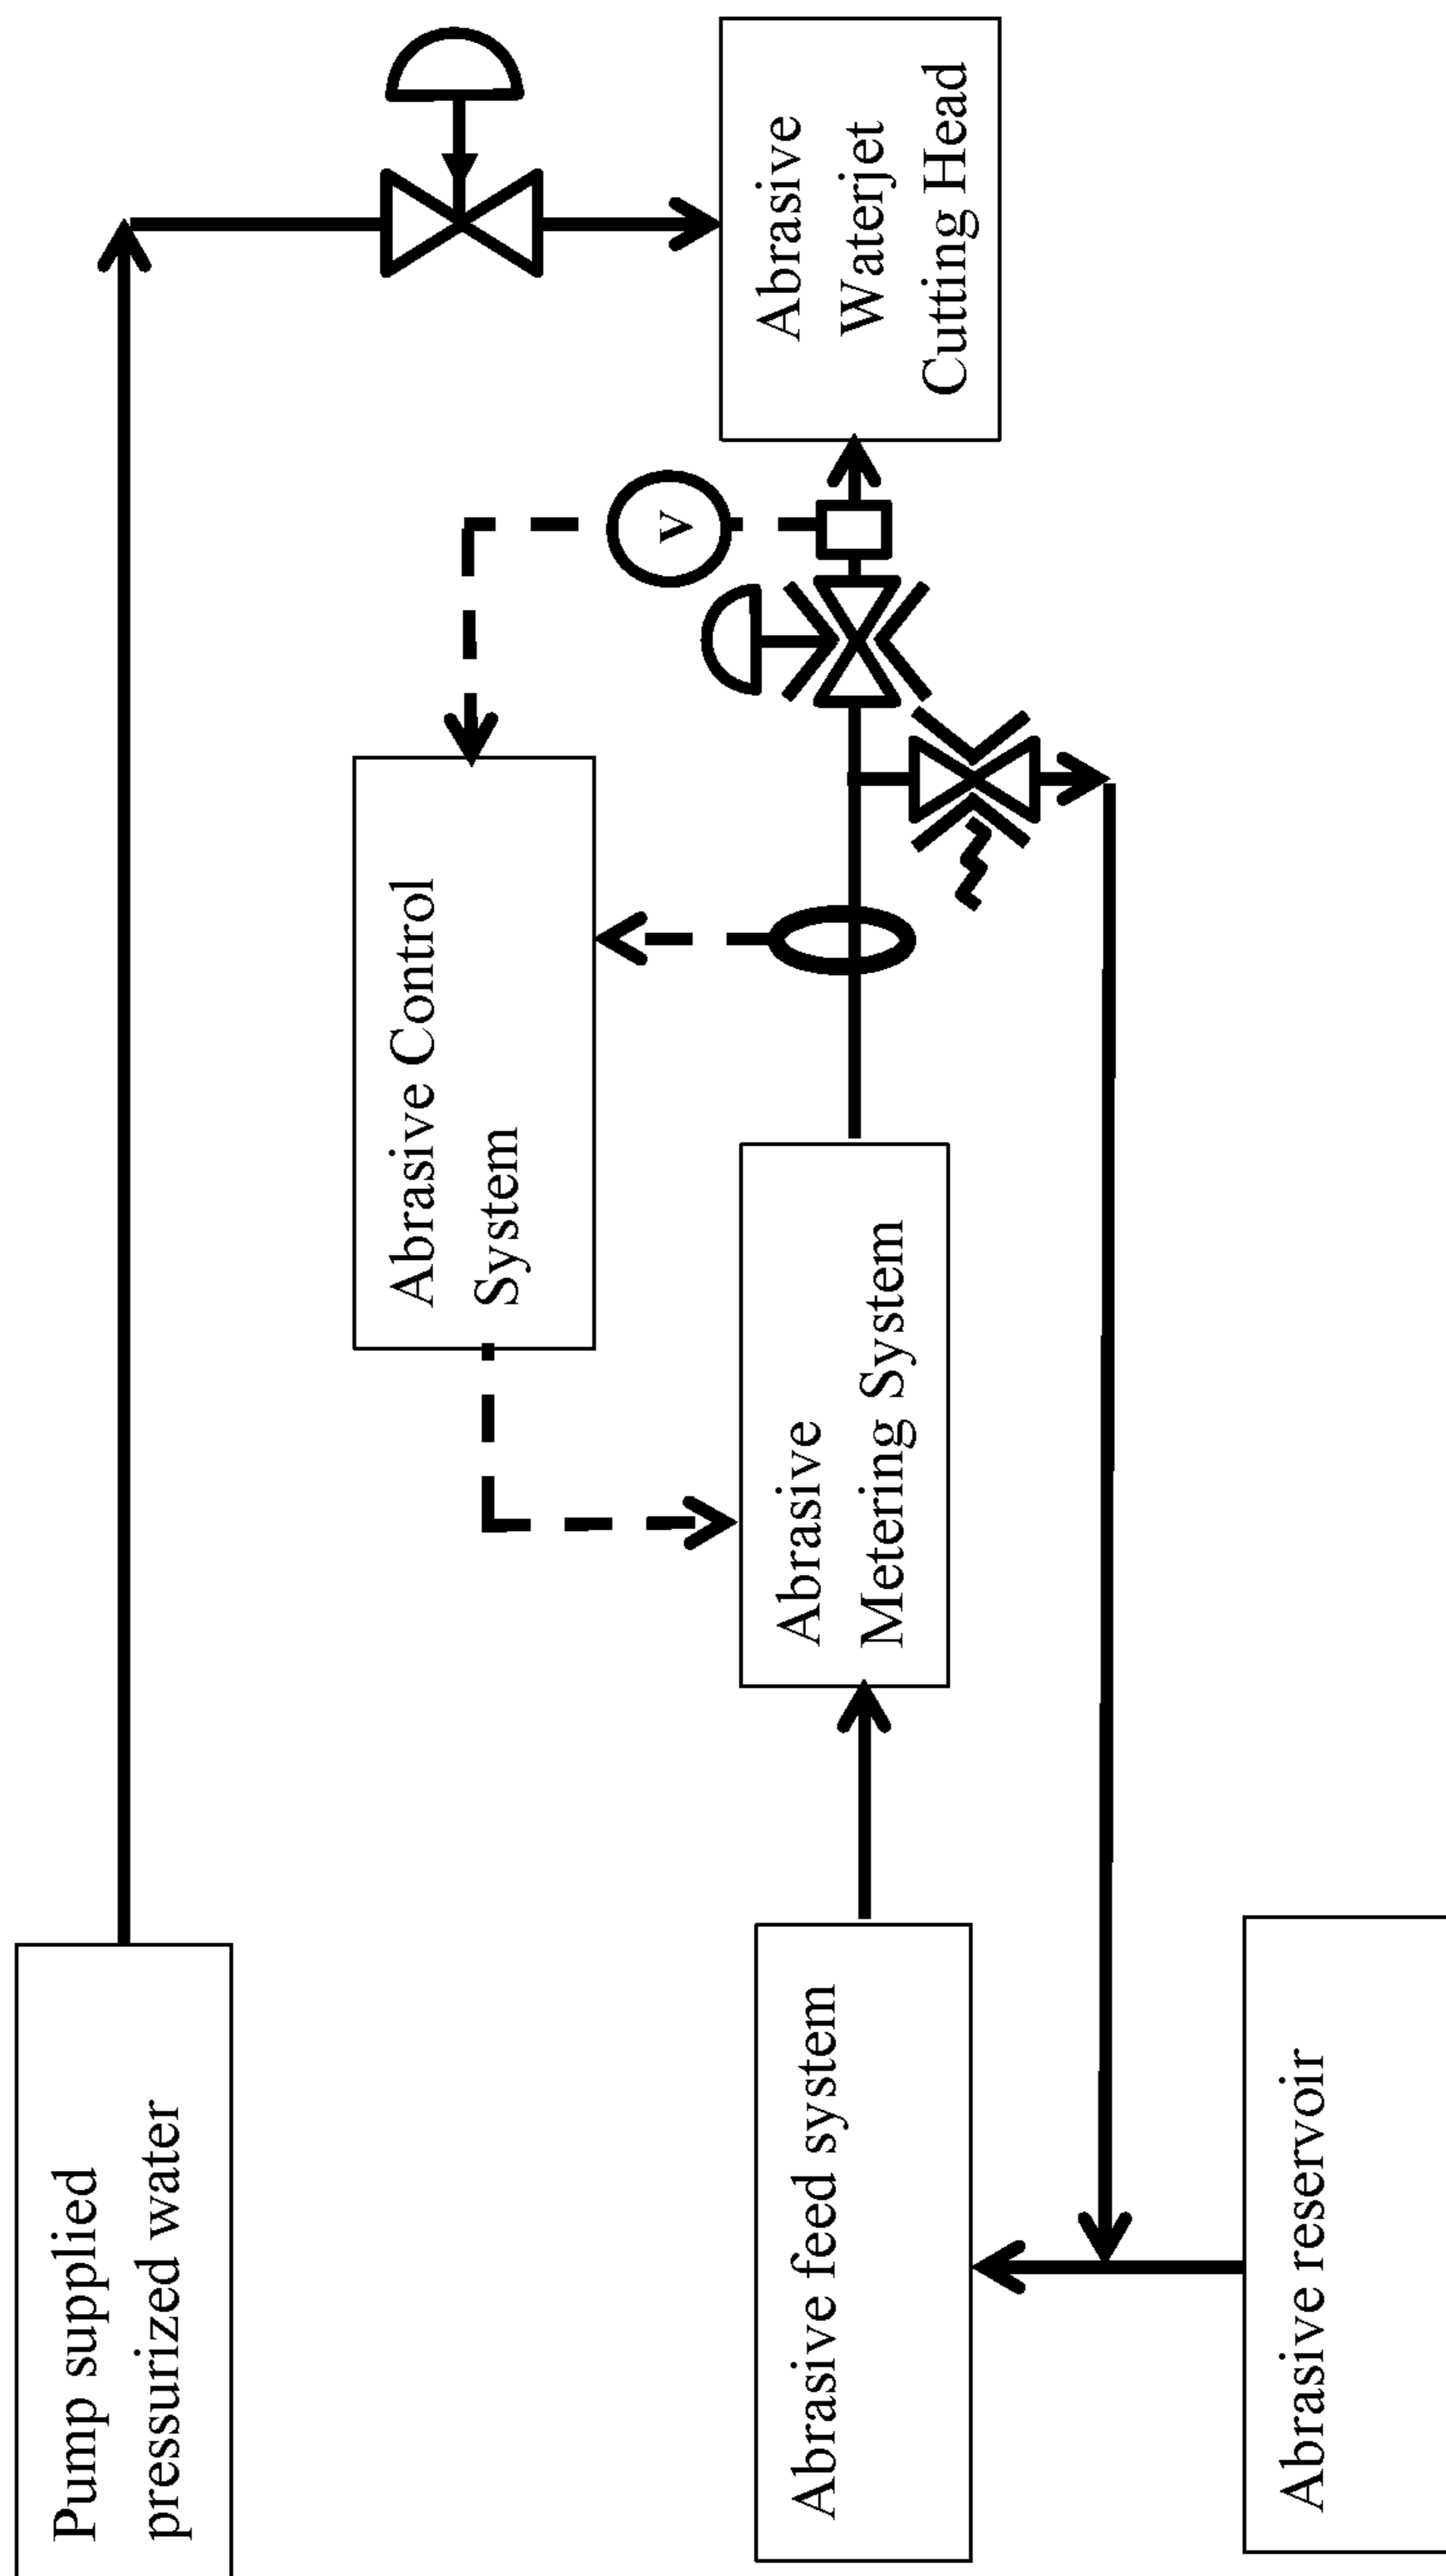 Pump supplied
pressurized water
Abrasive Control
System
v
Abrasive
Waterjet
Cutting Head
Abrasive feed system
Abrasive
Metering System
Abrasive reservoir